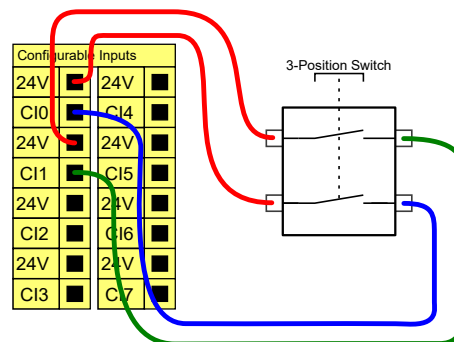 Configurable Inputs
3-Position Switch
24V 24V
CI0 CI4
24V 24V
CI1 CI5
24V 24V
CI2 CI6
24V 24V
CI3 CI7